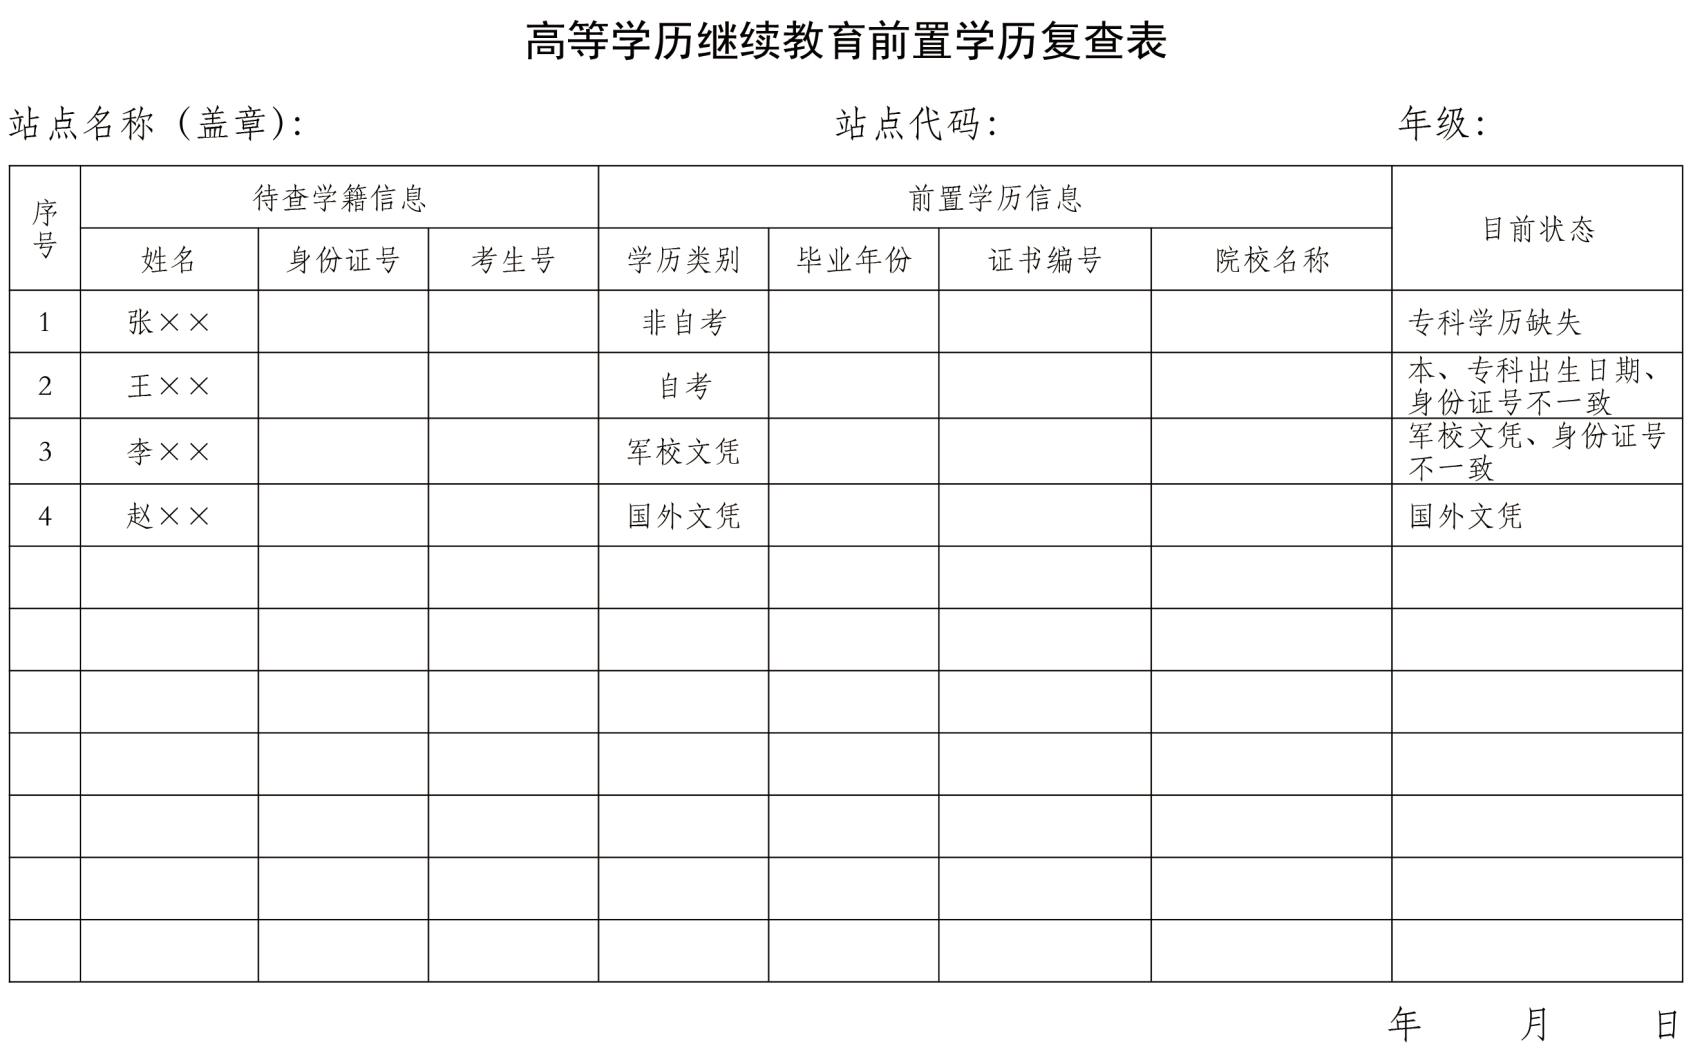 高等学历继续教育前置学历复查表
站点名称（盖章）： 站点代码： 年级：
序号 待查学籍信息 前置学历信息 目前状态
姓名 身份证号 考生号 学历类别 毕业年份 证书编号 院校名称
1 张×× 非自考 专科学历缺失
2 王×× 自考 本、专科出生日期、
身份证号不一致
3 李×× 军校文凭 军校文凭、身份证号
不一致
4 赵×× 国外文凭 国外文凭
年 月 日